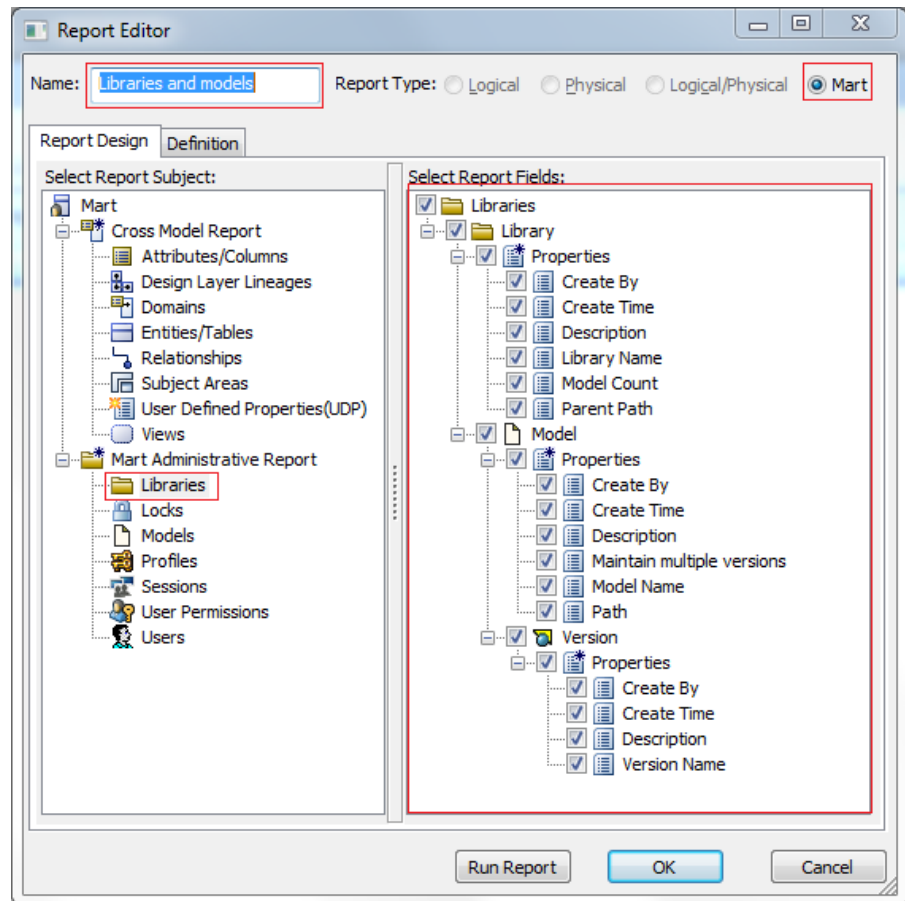 Report Editor
Name: Libraries and models Report Type: Logical Physical Logical/Physical Mart
Report Design Definition
Select Report Subject:
Mart
Cross Model Report
Attributes/Columns
Design Layer Lineages
Domains
Entities/Tables
Relationships
Subject Areas
User Defined Properties(UDP)
Views
Mart Administrative Report
Libraries
Locks
Models
Profiles
Sessions
User Permissions
Users
Select Report Fields:
Libraries
Library
Properties
Create By
Create Time
Description
Library Name
Model Count
Parent Path
Model
Properties
Create By
Create Time
Description
Maintain multiple versions
Model Name
Path
Version
Properties
Create By
Create Time
Description
Version Name
Run Report OK Cancel